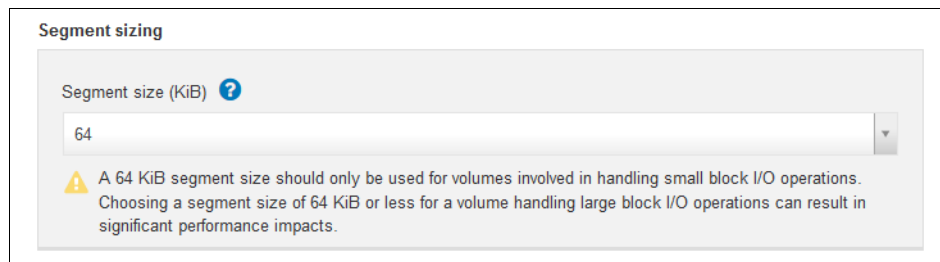 Segment sizing
Segment size (KiB) ?
64
A 64 KiB segment size should only be used for volumes involved in handling small block I/O operations.
Choosing a segment size of 64 KiB or less for a volume handling large block I/O operations can result in
significant performance impacts.